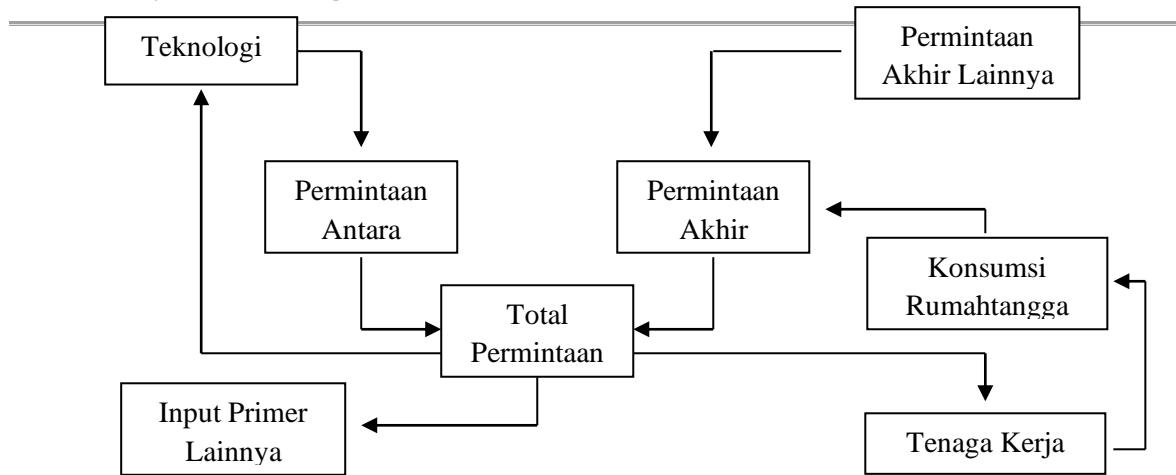 Teknologi
Permintaan
Akhir Lainnya
Permintaan
Antara
Permintaan
Akhir
Konsumsi
Rumahtangga
Total
Permintaan
Input Primer
Lainnya
Tenaga Kerja